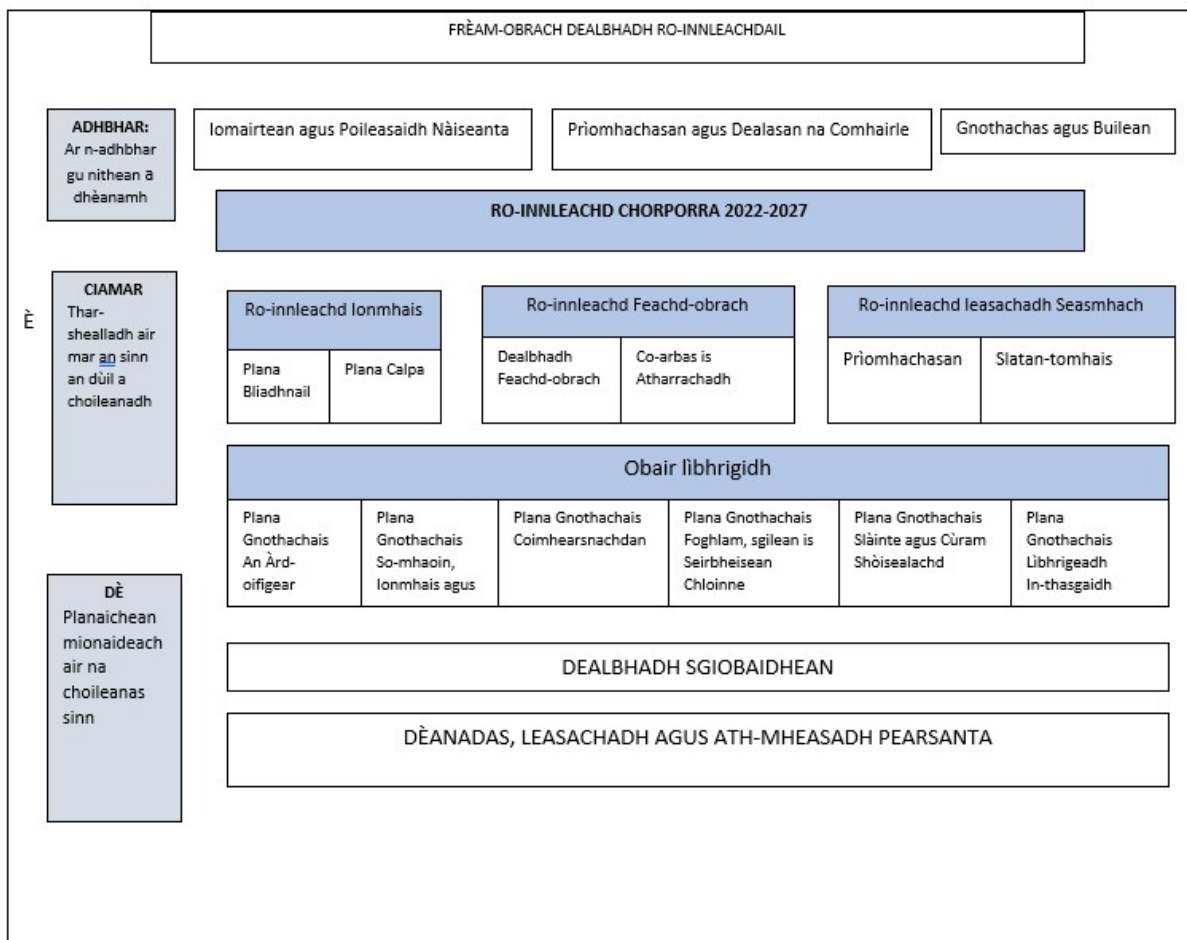 FRÈAM-OBRACH DEALBHADH RO-INNLEACHDAIL
ADHBHAR:
Ar n-adhbhar
gu nithean a
dhèanamh
Iomairtean agus Poileasaidh Nàiseanta
Prìomhachasan agus Dealasan na Comhairle
Gnothachas agus Builean
RO-INNLEACHD CHORPORRA 2022-2027
È
CIAMAR
Thar-
shealladh air
mar an sinn
an dùil a
choileanadh
Ro-innleachd Ionmhais
Plana
Bliadhnail
Plana Calpa
Ro-innleachd Feachd-obrach
Dealbhadh
Feachd-obrach
Co-arbas is
Atharrachadh
Ro-innleachd leasachadh Seasmhach
Prìomhachasan
Slatan-tomhais
Obair lìbhrigidh
Plana
Gnothachais
An Àrd-
oifigear
Plana
Gnothachais
So-mhaoin,
Ionmhais agus
Plana Gnothachais
Coimhearsnachdan
Plana Gnothachais
Foghlam, sgilean is
Seirbheisean
Chloinne
Plana Gnothachais
Slàinte agus Cùram
Shòisealachd
Plana
Gnothachais
Lìbhrigeadh
In-thasgaidh
DÈ
Planaichean
mionaideach
air na
choileanas
sinn
DEALBHADH SGIOBAIDHEAN
DÈANADAS, LEASACHADH AGUS ATH-MHEASADH PEARSANTA